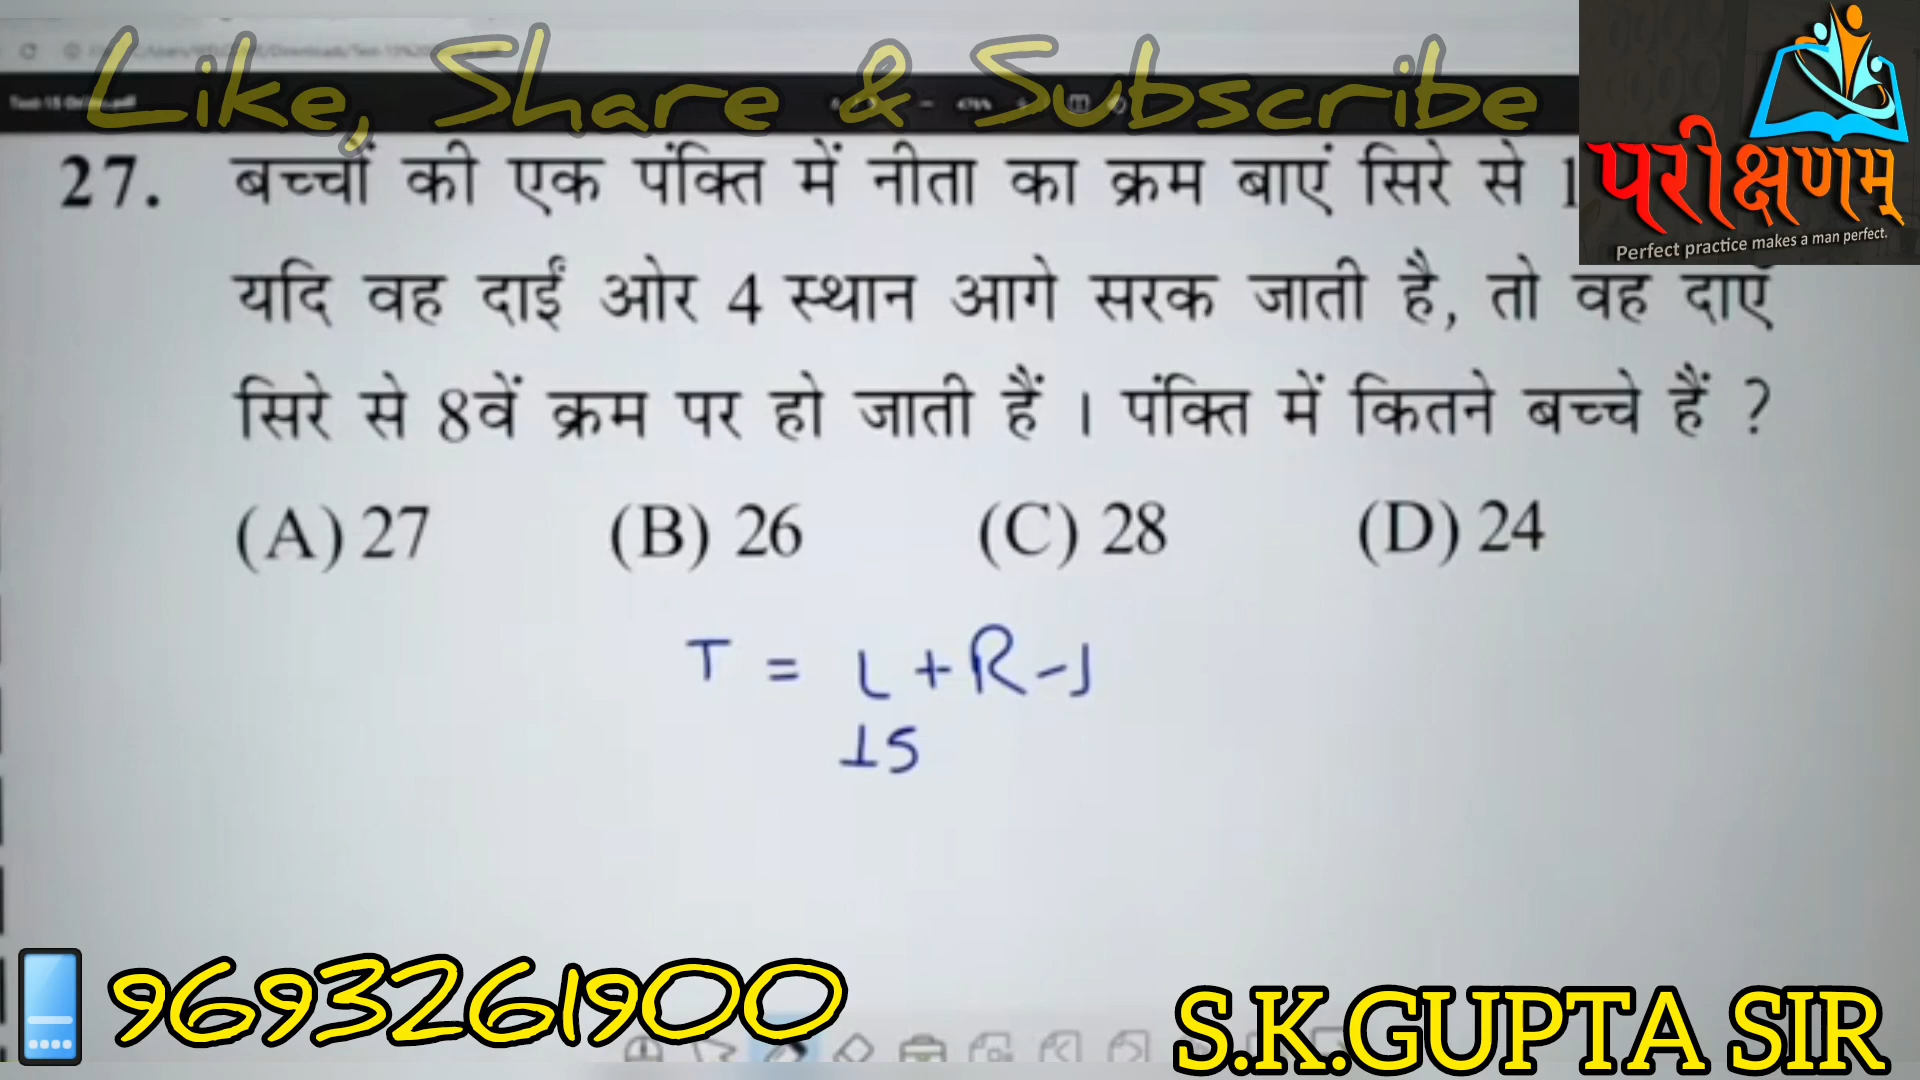 Like, Share & Subscribe
परीक्षणम्
Perfect practice makes a man perfect.
27. बच्चों की एक पंक्ति में नीता का क्रम बाएं सिरे से 1
यदि वह दाईं ओर 4 स्थान आगे सरक जाती है, तो वह दाएं
सिरे से 8वें क्रम पर हो जाती हैं । पंक्ति में कितने बच्चे हैं ?
(A) 27 (B) 26 (C) 28 (D) 24
T = L + R - 1
15
9693261900
S.K.GUPTA SIR